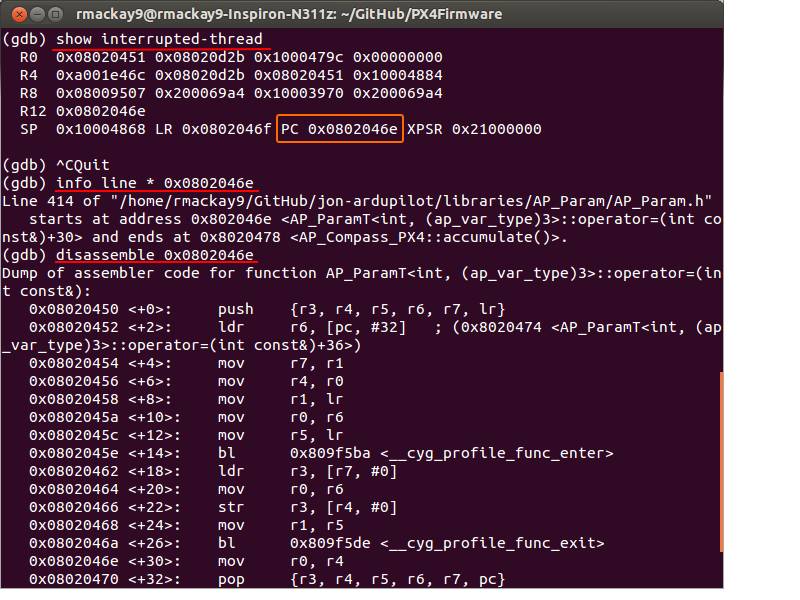 rmackay9@rmackay9-Inspiron-N311z: ~/GitHub/PX4Firmware
(gdb) show interrupted-thread
R0 0x08020451 0x08020d2b 0x1000479c 0x00000000
R4 0xa001e46c 0x08020d2b 0x08020451 0x10004884
R8 0x08009507 0x200069a4 0x10003970 0x200069a4
R12 0x0802046e
SP 0x10004868 LR 0x0802046f PC 0x0802046e XPSR 0x21000000
(gdb) ^CQuit
(gdb) info line * 0x0802046e
Line 414 of "/home/rmackay9/GitHub/jon-ardupilot/libraries/AP_Param/AP_Param.h"
starts at address 0x802046e <AP_ParamT<int, (ap_var_type)3>::operator=(int co
nst&)+30> and ends at 0x8020478 <AP_Compass_PX4::accumulate()>.
(gdb) disassemble 0x0802046e
Dump of assembler code for function AP_ParamT<int, (ap_var_type)3>::operator=(in
t const&):
0x08020450 <+0>: push {r3, r4, r5, r6, r7, lr}
0x08020452 <+2>: ldr r6, [pc, #32] ; (0x8020474 <AP_ParamT<int, (ap
_var_type)3>::operator=(int const&)+36>)
0x08020454 <+4>: mov r7, r1
0x08020456 <+6>: mov r4, r0
0x08020458 <+8>: mov r1, lr
0x0802045a <+10>: mov r0, r6
0x0802045c <+12>: mov r5, lr
0x0802045e <+14>: bl 0x809f5ba <__cyg_profile_func_enter>
0x08020462 <+18>: ldr r3, [r7, #0]
0x08020464 <+20>: mov r0, r6
0x08020466 <+22>: str r3, [r4, #0]
0x08020468 <+24>: mov r1, r5
0x0802046a <+26>: bl 0x809f5de <__cyg_profile_func_exit>
0x0802046e <+30>: mov r0, r4
0x08020470 <+32>: pop {r3, r4, r5, r6, r7, pc}